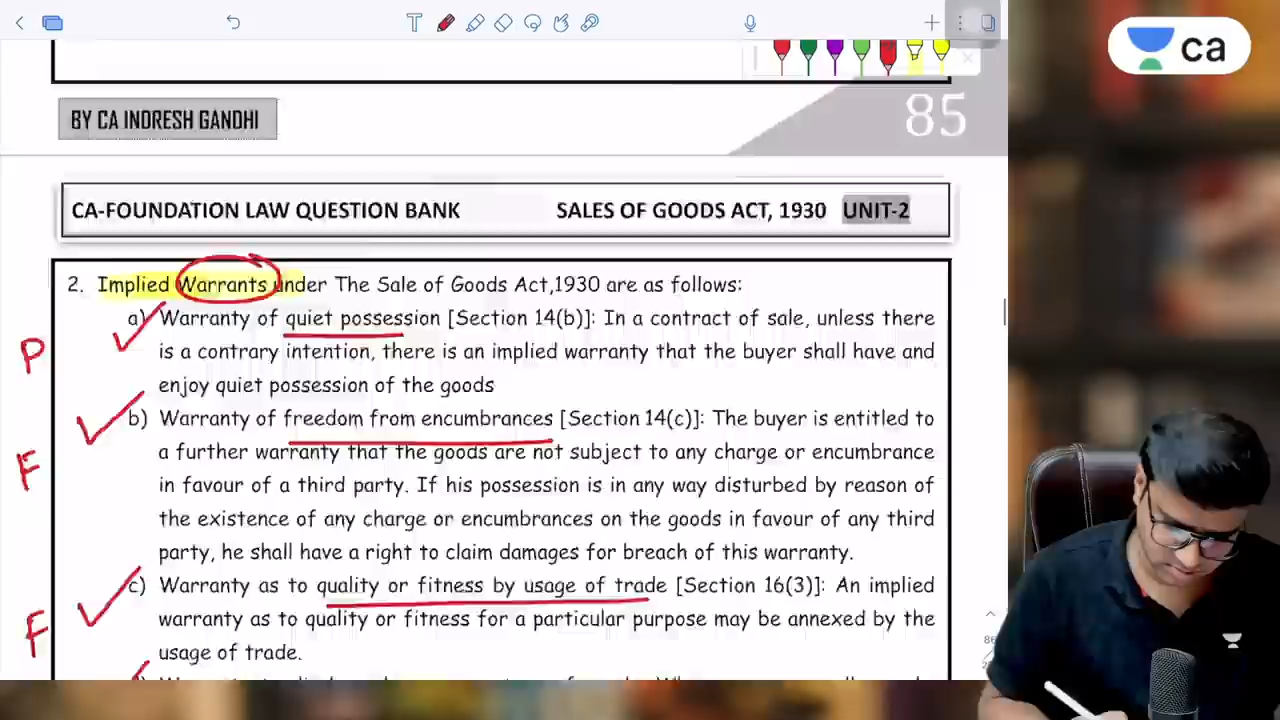 ca
BY CA INDRESH GANDHI
85
CA-FOUNDATION LAW QUESTION BANK SALES OF GOODS ACT, 1930 UNIT-2
2. Implied Warrants under The Sale of Goods Act,1930 are as follows:
a) Warranty of quiet possession [Section 14(b)]: In a contract of sale, unless there
P
is a contrary intention, there is an implied warranty that the buyer shall have and
enjoy quiet possession of the goods
b) Warranty of freedom from encumbrances [Section 14(c)]: The buyer is entitled to
a further warranty that the goods are not subject to any charge or encumbrance
F
in favour of a third party. If his possession is in any way disturbed by reason of
the existence of any charge or encumbrances on the goods in favour of any third
party, he shall have a right to claim damages for breach of this warranty.
c) Warranty as to quality or fitness by usage of trade [Section 16(3)]: An implied
F
warranty as to quality or fitness for a particular purpose may be annexed by the
usage of trade.